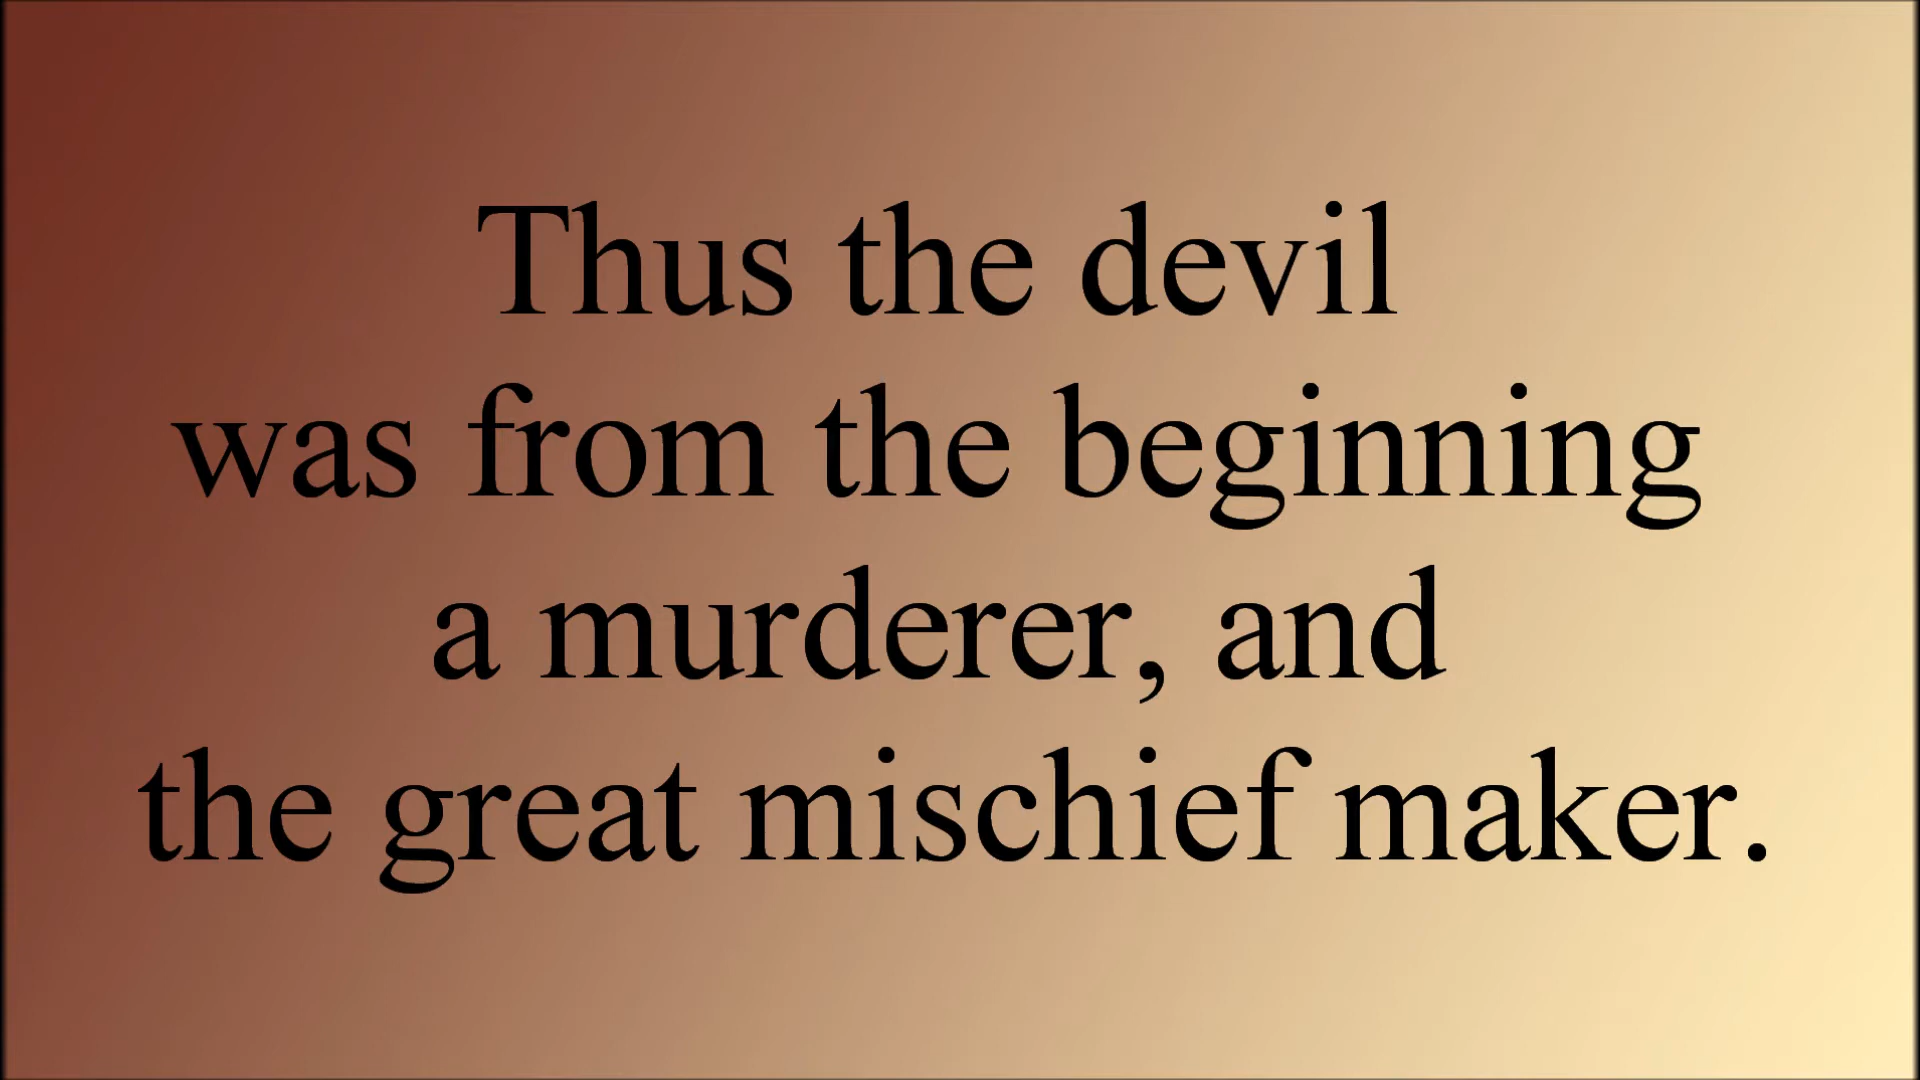 Thus the devil
was from the beginning
a murderer, and
the great mischief maker.